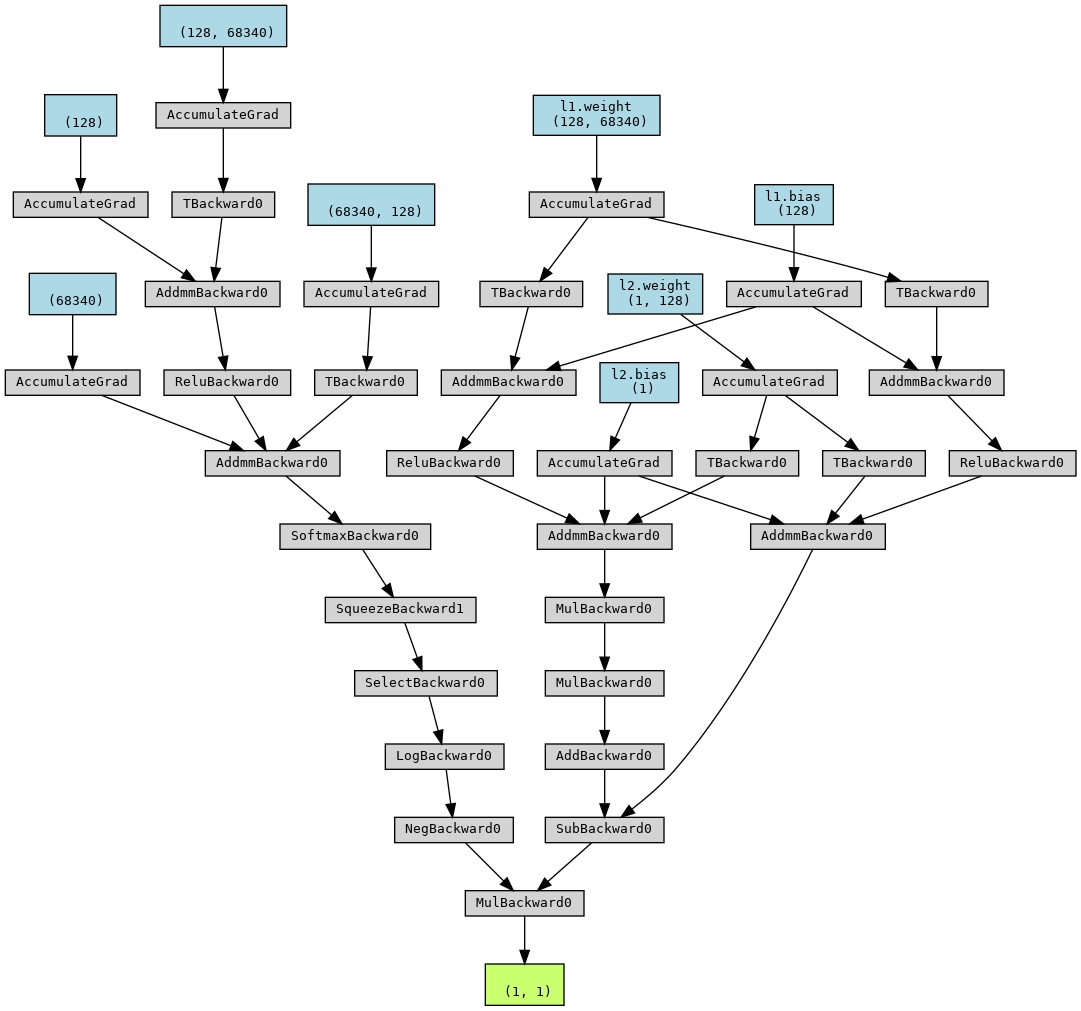 (128, 68340)
(128)
AccumulateGrad
l1.weight
(128, 68340)
AccumulateGrad
TBackward0
(68340, 128)
AccumulateGrad
l1.bias
(128)
(68340)
AddmmBackward0
AccumulateGrad
TBackward0
l2.weight
(1, 128)
AccumulateGrad
TBackward0
AccumulateGrad
ReluBackward0
TBackward0
AddmmBackward0
l2.bias
(1)
AccumulateGrad
AddmmBackward0
AddmmBackward0
ReluBackward0
AccumulateGrad
TBackward0
TBackward0
ReluBackward0
SoftmaxBackward0
AddmmBackward0
AddmmBackward0
SqueezeBackward1
MulBackward0
SelectBackward0
MulBackward0
LogBackward0
AddBackward0
NegBackward0
SubBackward0
MulBackward0
(1, 1)